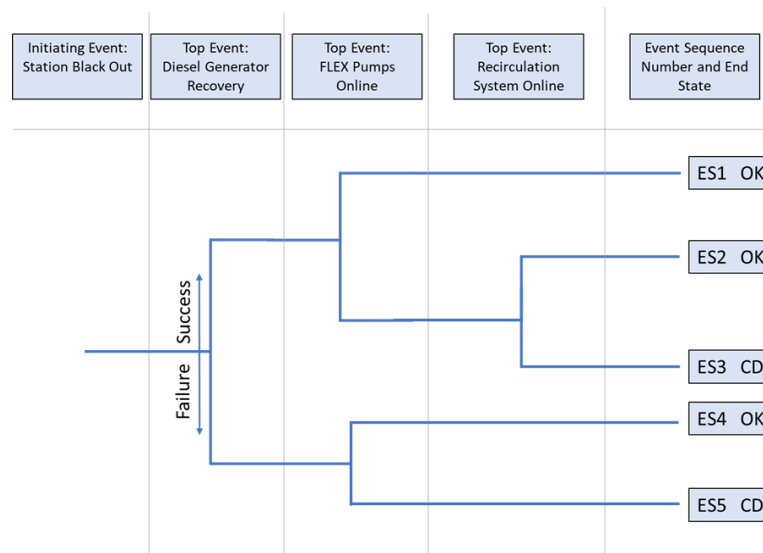 Initiating Event:
Station Black Out
Top Event:
Diesel Generator
Recovery
Top Event:
FLEX Pumps
Online
Top Event:
Recirculation
System Online
Event Sequence
Number and End
State
ES1 OK
ES2 OK
ES3 CD
ES4 OK
ES5 CD
Success
Failure